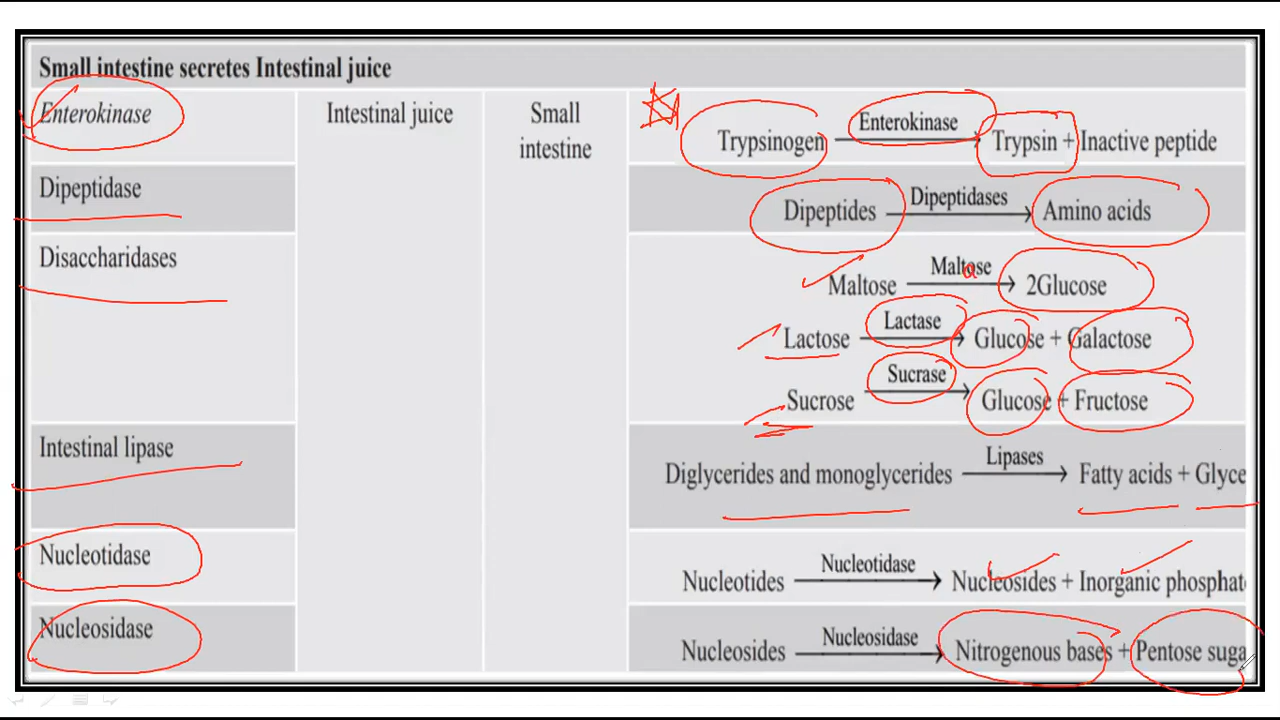 Small intestine secretes Intestinal juice
Enterokinase
Intestinal juice
Small
intestine
Trypsinogen Enterokinase Trypsin + Inactive peptide
Dipeptidase
Dipeptides Dipeptidases Amino acids
Disaccharidases
Maltose Maltose a 2Glucose
Lactose Lactase Glucose + Galactose
Sucrose Sucrase Glucose + Fructose
Intestinal lipase
Diglycerides and monoglycerides Lipases Fatty acids + Glyce
Nucleotidase
Nucleotides Nucleotidase Nucleosides + Inorganic phosphat
Nucleosidase
Nucleosides Nucleosidase Nitrogenous bases + Pentose suga